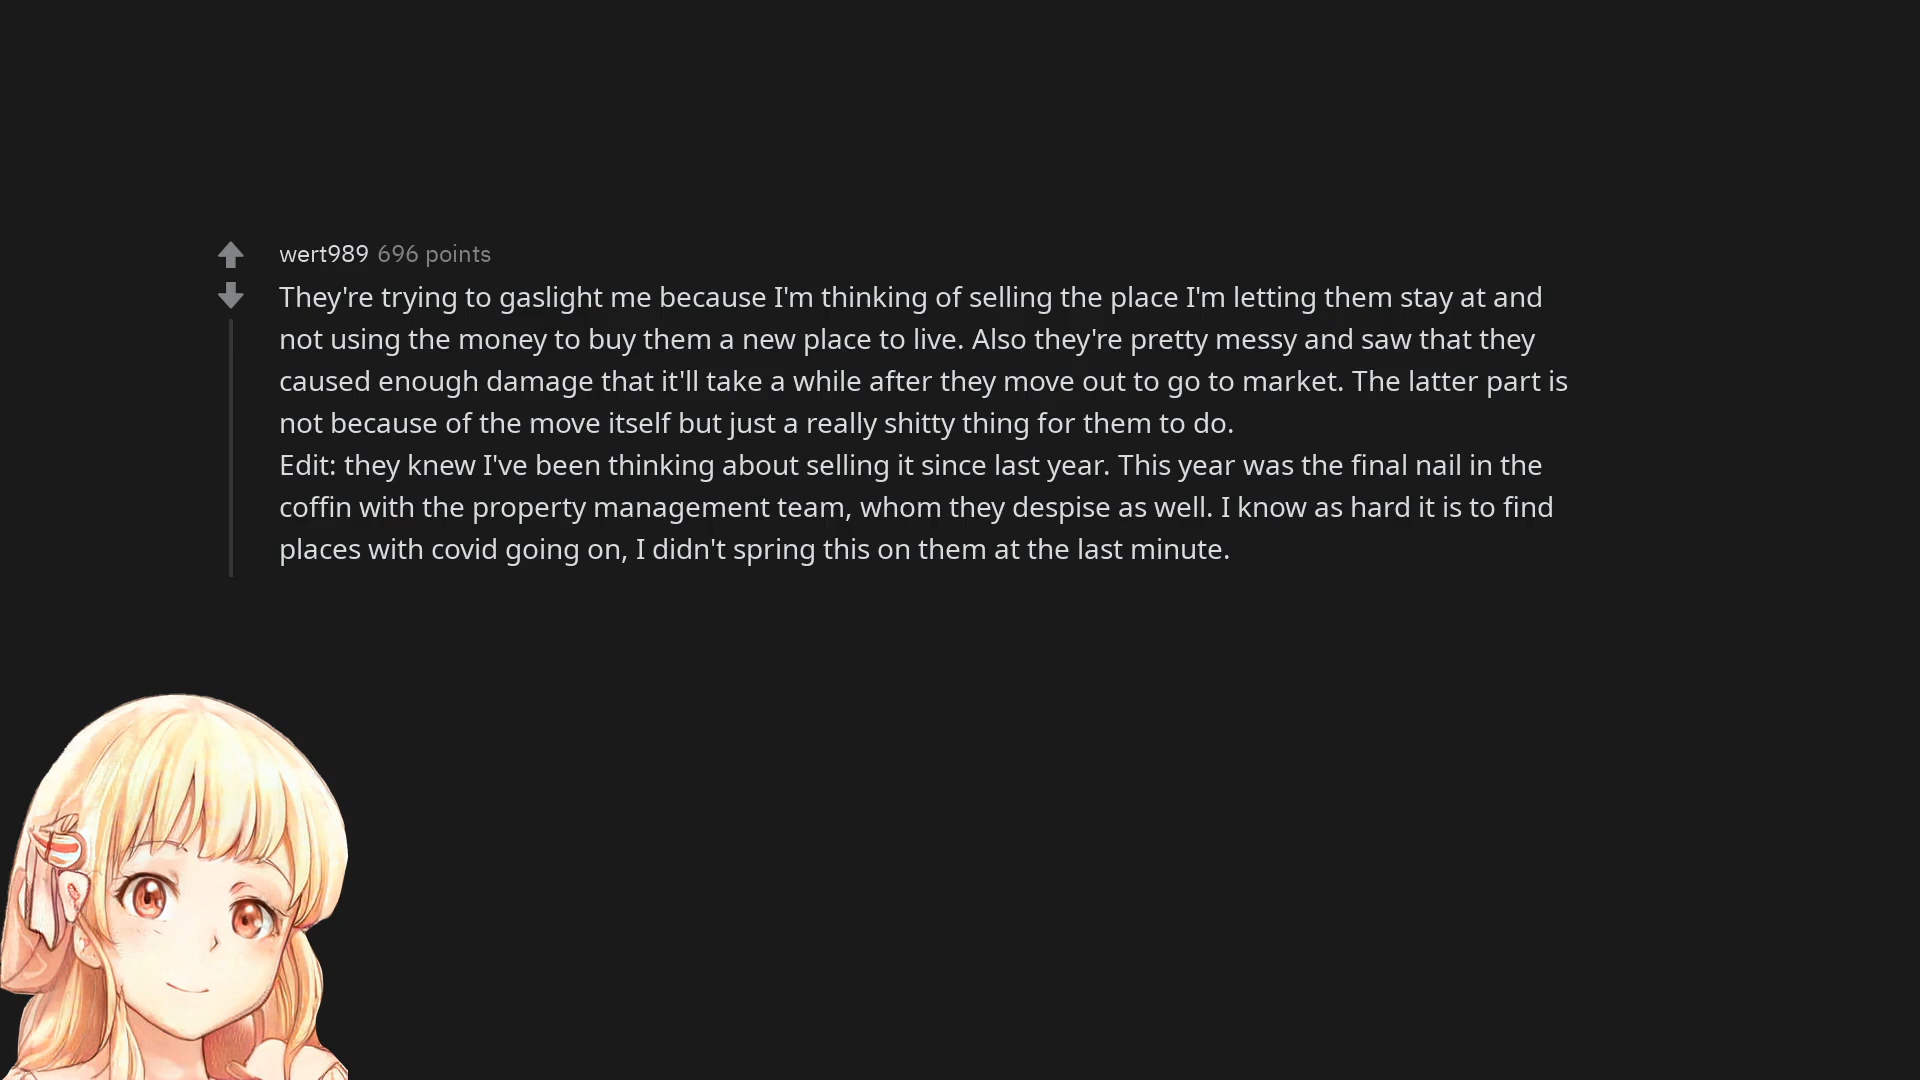 wert989 696 points
They're trying to gaslight me because I'm thinking of selling the place I'm letting them stay at and
not using the money to buy them a new place to live. Also they're pretty messy and saw that they
caused enough damage that it'll take a while after they move out to go to market. The latter part is
not because of the move itself but just a really shitty thing for them to do.
Edit: they knew I've been thinking about selling it since last year. This year was the final nail in the
coffin with the property management team, whom they despise as well. I know as hard it is to find
places with covid going on, I didn't spring this on them at the last minute.